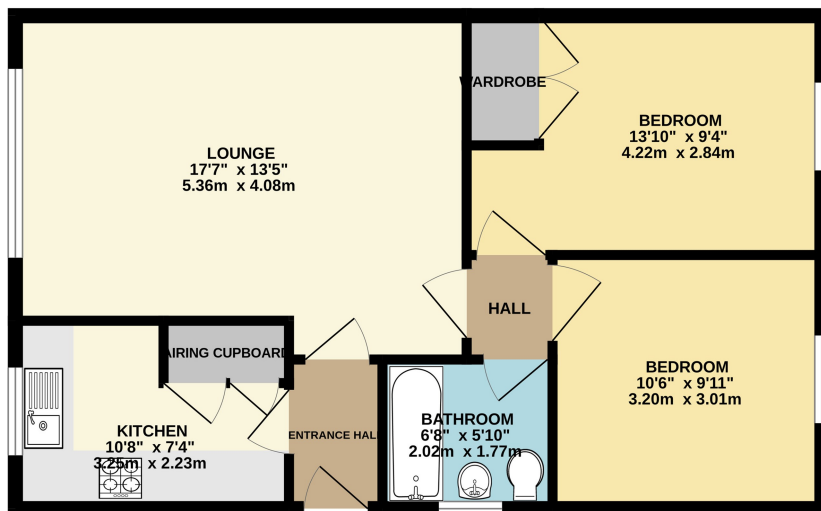 LOUNGE
17'7" x 13'5"
5.36m x 4.08m
WARDROBE
BEDROOM
13'10" x 9'4"
4.22m x 2.84m
HALL
AIRING CUPBOARD
BEDROOM
10'6" x 9'11"
3.20m x 3.01m
KITCHEN
10'8" x 7'4"
3.25m x 2.23m
ENTRANCE HALL
BATHROOM
6'8" x 5'10"
2.02m x 1.77m